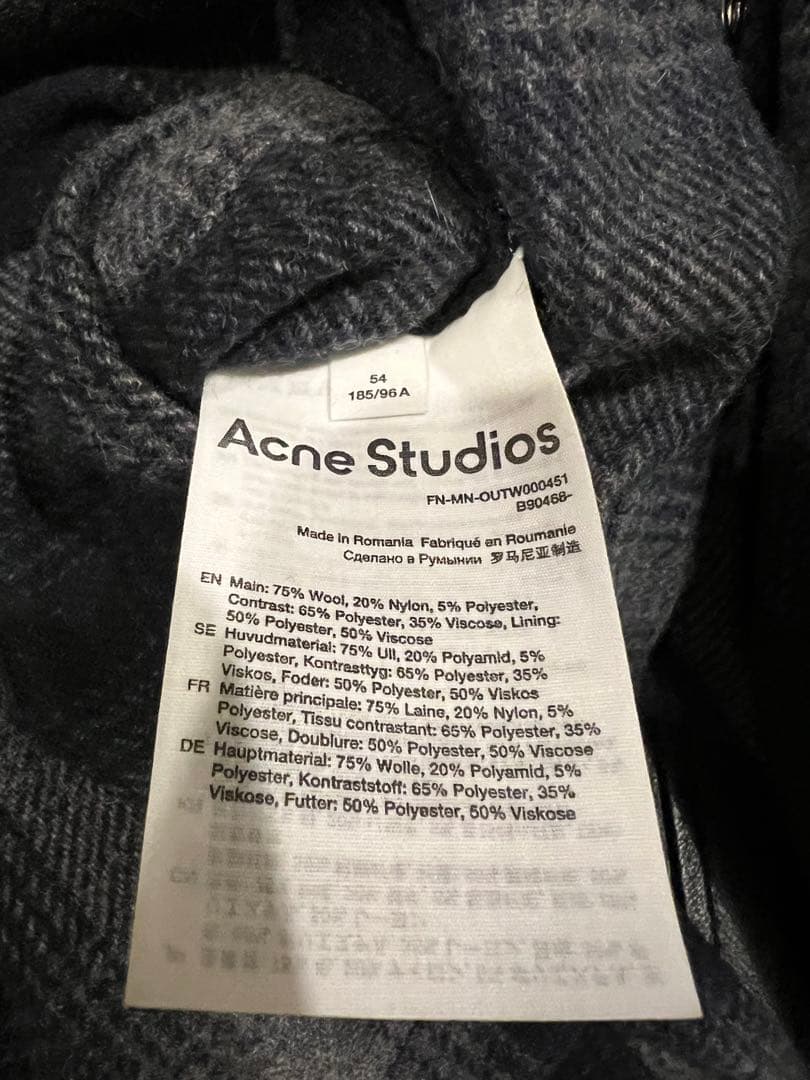 54
185/96 A
Acne Studios
FN-MN-OUTW000451
B90468-
Made in Romania Fabriqué en Roumanie
Сделано в Румынии 罗马尼亚制造
EN Main: 75% Wool, 20% Nylon, 5% Polyester,
Contrast: 65% Polyester, 35% Viscose, Lining:
50% Polyester, 50% Viscose
SE Huvudmaterial: 75% Ull, 20% Polyamid, 5%
Polyester, Kontrasttyg: 65% Polyester, 35%
Viskos, Foder: 50% Polyester, 50% Viskos
FR Matière principale: 75% Laine, 20% Nylon, 5%
Polyester, Tissu contrastant: 65% Polyester, 35%
Viscose, Doublure: 50% Polyester, 50% Viscose
DE Hauptmaterial: 75% Wolle, 20% Polyamid, 5%
Polyester, Kontraststoff: 65% Polyester, 35%
Viskose, Futter: 50% Polyester, 50% Viskose